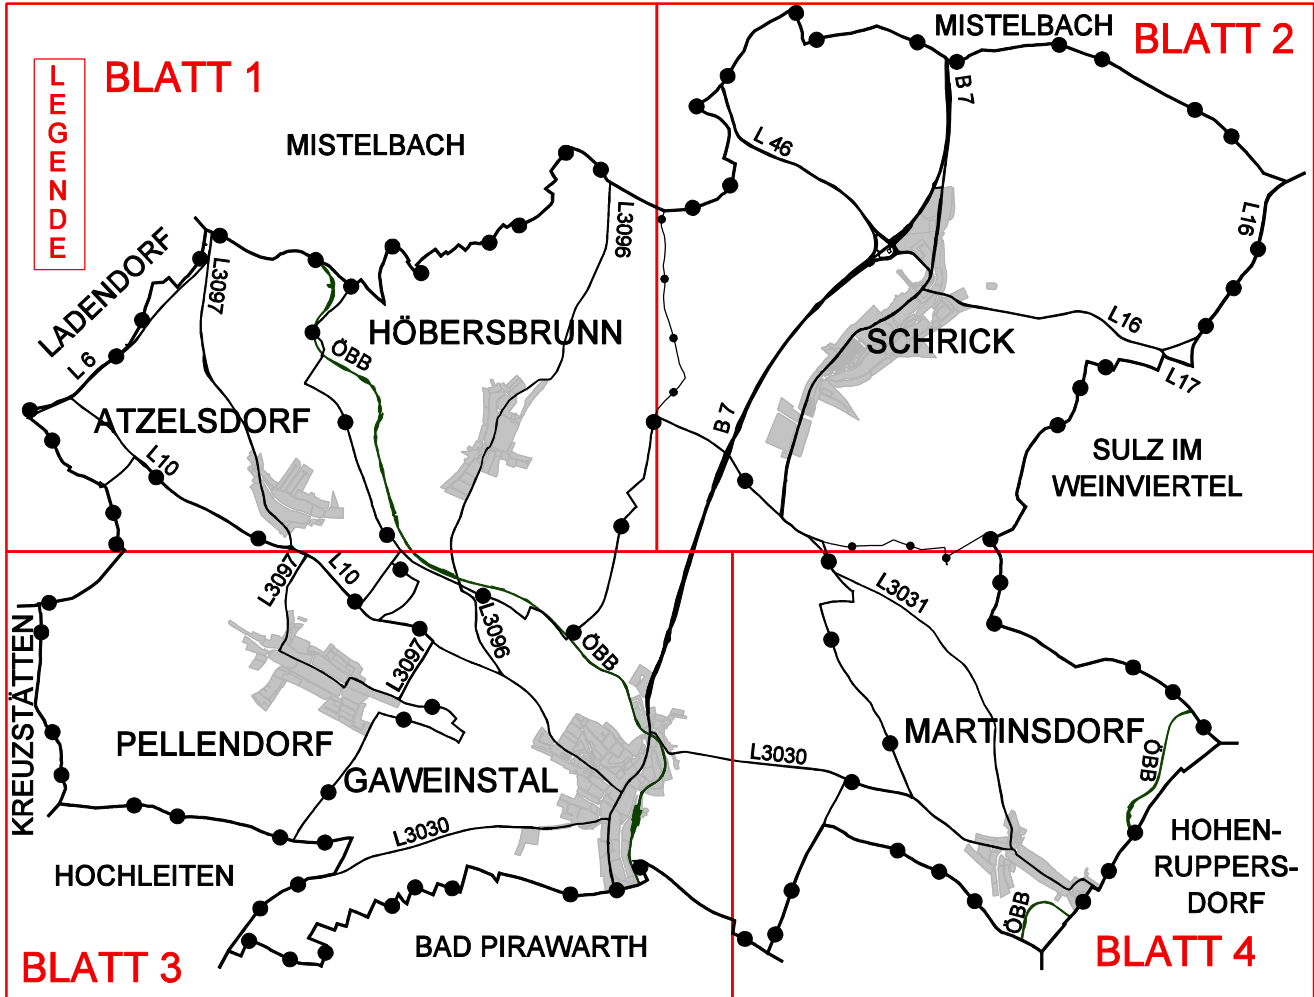 BLATT 1
LEGENDE
MISTELBACH
LADENDORF
L 6
L3097
ÖBB
HÖBERSBRUNN
L3096
ATZELSDORF
L10
MISTELBACH
BLATT 2
B 7
L 46
L16
SCHRICK
L16
L17
B 7
SULZ IM
WEINVIERTEL
L3097
L10
KREUZSTÄTTEN
L3097
L3096
ÖBB
PELLENDORF
GAWEINSTAL
L3030
HOCHLEITEN
BAD PIRAWARTH
BLATT 3
L3031
MARTINSDORF
L3030
ÖBB
HOHEN-
RUPPERS-
DORF
ÖBB
BLATT 4